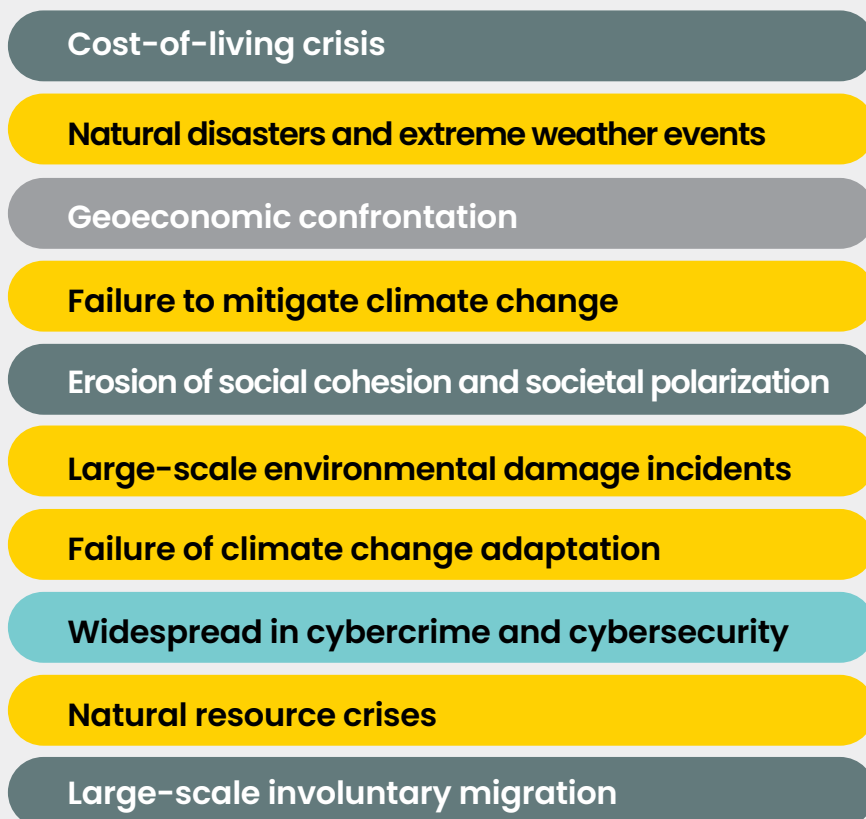 Cost-of-living crisis
Natural disasters and extreme weather events
Geoeconomic confrontation
Failure to mitigate climate change
Erosion of social cohesion and societal polarization
Large-scale environmental damage incidents
Failure of climate change adaptation
Widespread in cybercrime and cybersecurity
Natural resource crises
Large-scale involuntary migration